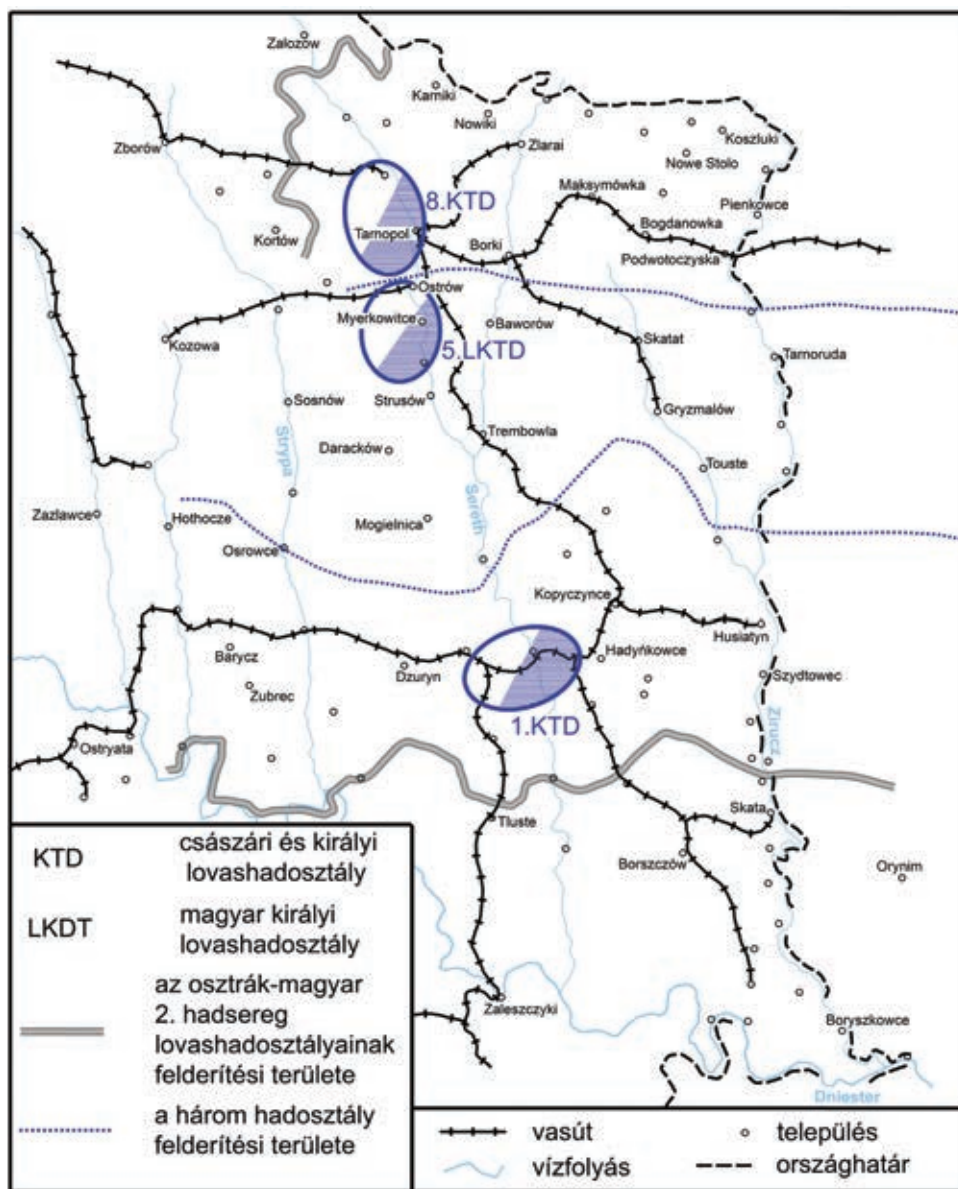 Załozów
Kamiki
Nowiki
Koszluki
Zborów
Zlarai
Nowe Stolo
Maksymówka
Pienkowce
8.KTD
Kortów
Tarnopol
Borki
Bogdanowka
Podwołoczyska
Ostrów
Myerkowitce
Baworów
Kozowa
5.LKTD
Skatat
Tarnoruda
Sosnów
Strusów
Gryzmalów
Strypa
Daracków
Trembowla
Touste
Sereth
Zazlawce
Hothocze
Mogielnica
Osrowce
Kopyczynce
Husiatyn
Barycz
Dzuryn
Hadyńkowce
Szydtowec
Zubrec
1.KTD
Zirucz
Ostryata
Skata
Tluste
Borszczów
Orynim
Zaleszczyki
Boryszkowce
Dniester
KTD
császári és királyi
lovashadosztály
LKDT
magyar királyi
lovashadosztály
az osztrák-magyar
2. hadsereg
lovashadosztályainak
felderítési területe
a három hadosztály
felderítési területe
vasút
település
vízfolyás
országhatár